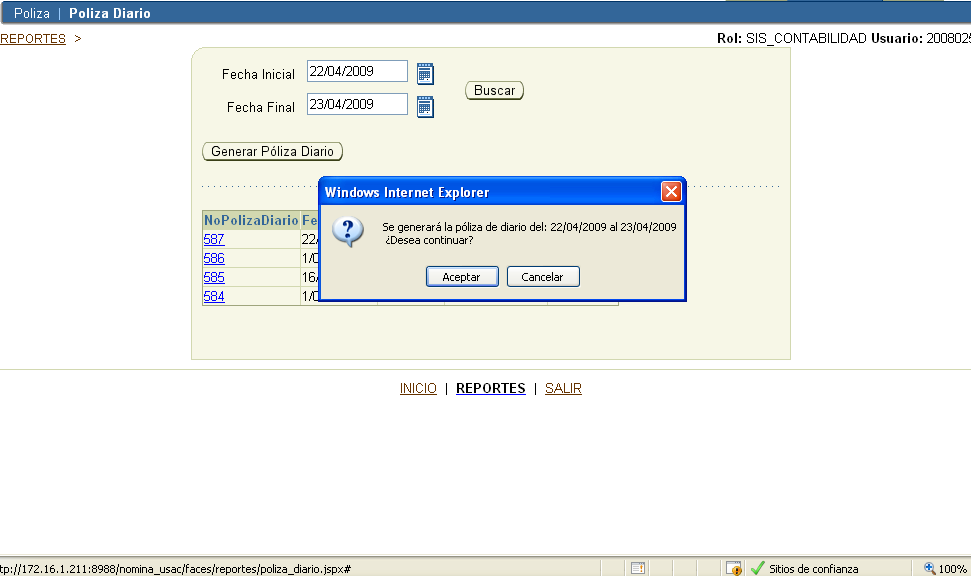 Poliza | Poliza Diario
REPORTES >
Rol: SIS_CONTABILIDAD Usuario: 2008025
Fecha Inicial 22/04/2009
Buscar
Fecha Final 23/04/2009
Generar Póliza Diario
Windows Internet Explorer
Se generará la póliza de diario del: 22/04/2009 al 23/04/2009
¿Desea continuar?
Aceptar Cancelar
NoPolizaDiario Fe
587 22/
586 1/0
585 16/
584 1/0
INICIO | REPORTES | SALIR
tp://172.16.1.211:8988/nomina_usac/faces/reportes/poliza_diario.jspx# Sitios de confianza 100%